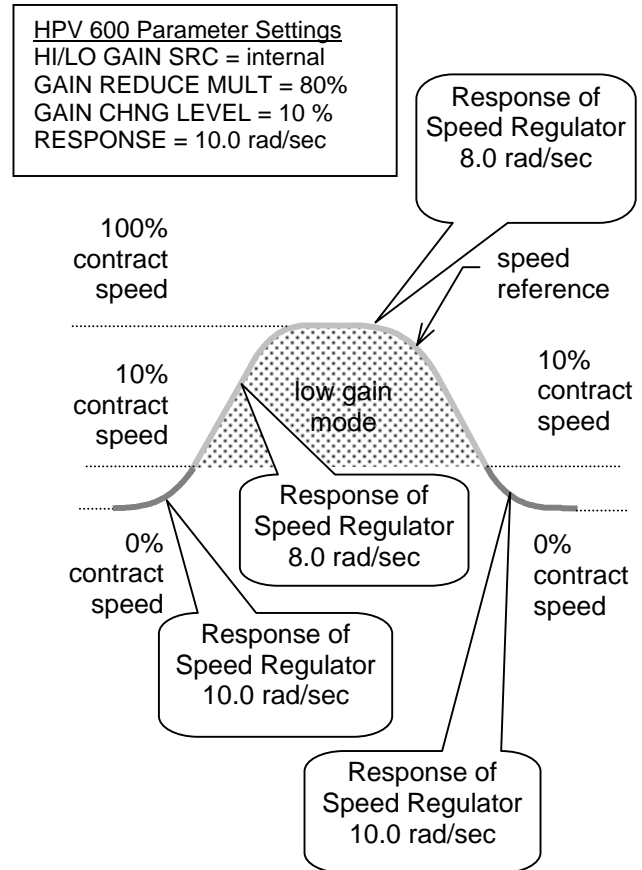 HPV 600 Parameter Settings
HI/LO GAIN SRC = internal
GAIN REDUCE MULT = 80%
GAIN CHNG LEVEL = 10 %
RESPONSE = 10.0 rad/sec
Response of
Speed Regulator
8.0 rad/sec
100%
contract
speed
speed
reference
10%
contract
speed
low gain
mode
10%
contract
speed
Response of
Speed Regulator
8.0 rad/sec
0%
contract
speed
0%
contract
speed
Response of
Speed Regulator
10.0 rad/sec
Response of
Speed Regulator
10.0 rad/sec